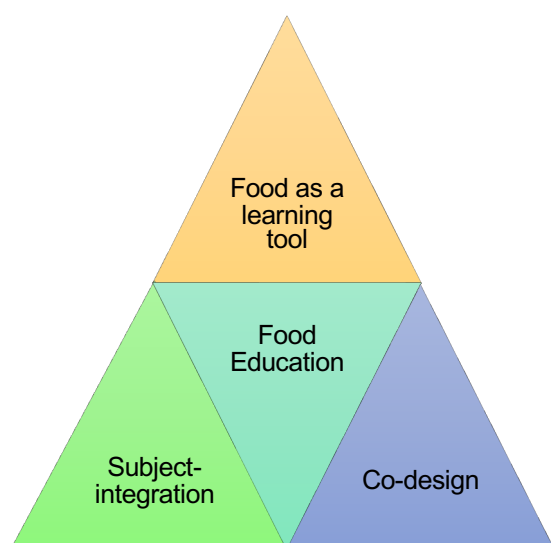 Food as a
learning
tool
Food
Education
Subject-
integration
Co-design